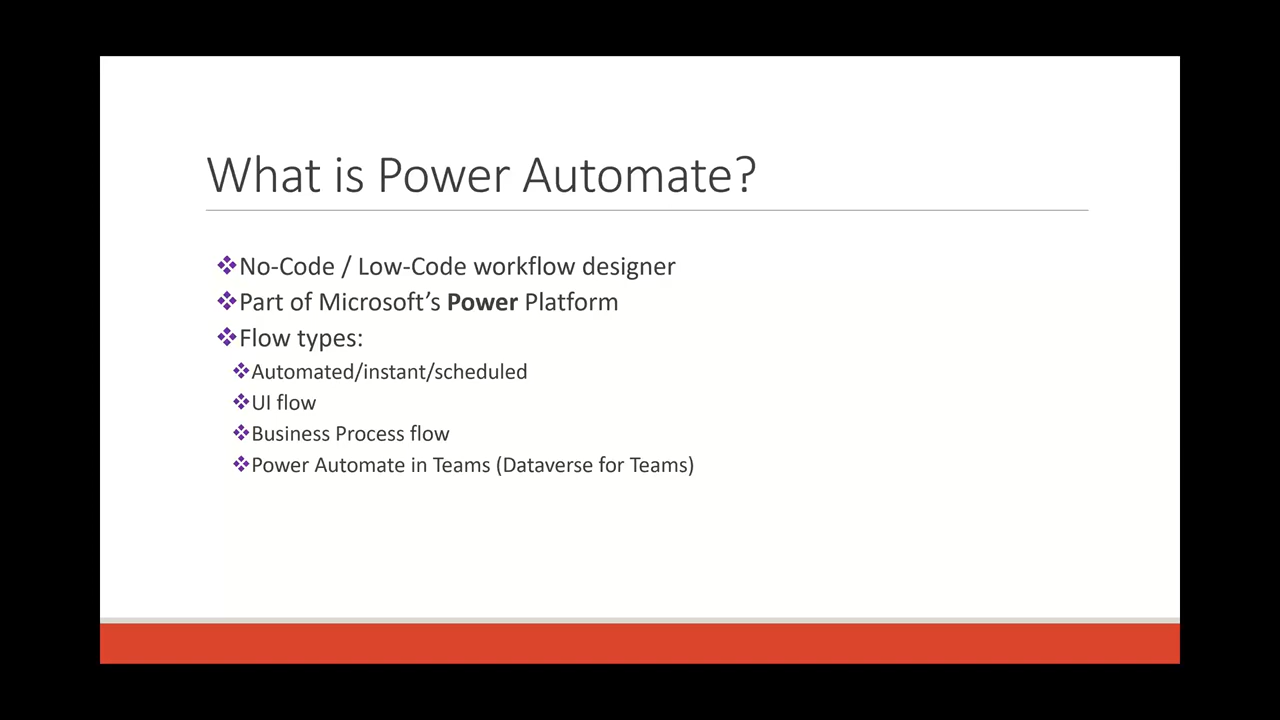 What is Power Automate?
❖No-Code / Low-Code workflow designer
❖Part of Microsoft’s Power Platform
❖Flow types:
❖Automated/instant/scheduled
❖UI flow
❖Business Process flow
❖Power Automate in Teams (Dataverse for Teams)